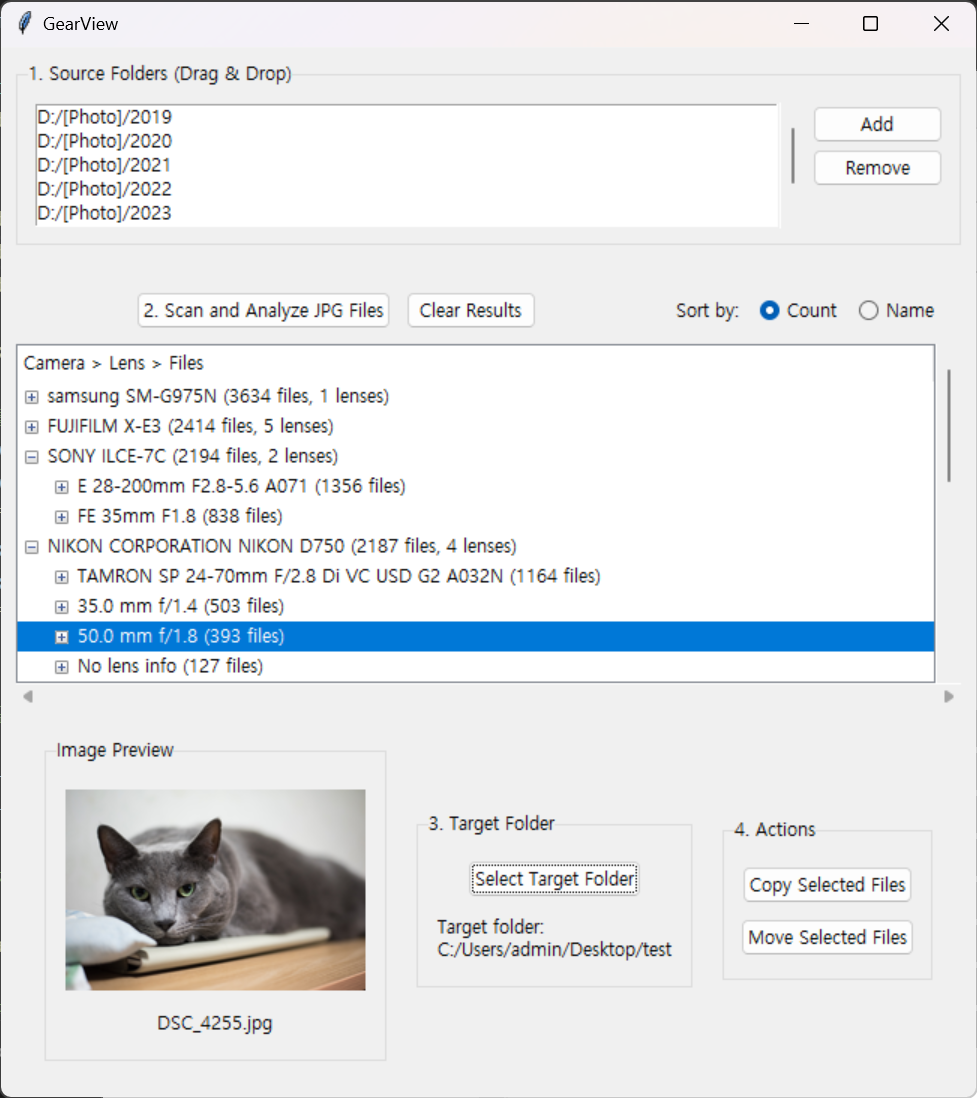 GearView
1. Source Folders (Drag & Drop)
D:/[Photo]/2019
D:/[Photo]/2020
D:/[Photo]/2021
D:/[Photo]/2022
D:/[Photo]/2023
Add
Remove
2. Scan and Analyze JPG Files
Clear Results
Sort by:
Count
Name
Camera > Lens > Files
samsung SM-G975N (3634 files, 1 lenses)
FUJIFILM X-E3 (2414 files, 5 lenses)
SONY ILCE-7C (2194 files, 2 lenses)
E 28-200mm F2.8-5.6 A071 (1356 files)
FE 35mm F1.8 (838 files)
NIKON CORPORATION NIKON D750 (2187 files, 4 lenses)
TAMRON SP 24-70mm F/2.8 Di VC USD G2 A032N (1164 files)
35.0 mm f/1.4 (503 files)
50.0 mm f/1.8 (393 files)
No lens info (127 files)
Image Preview
DSC_4255.jpg
3. Target Folder
Select Target Folder
Target folder:
C:/Users/admin/Desktop/test
4. Actions
Copy Selected Files
Move Selected Files